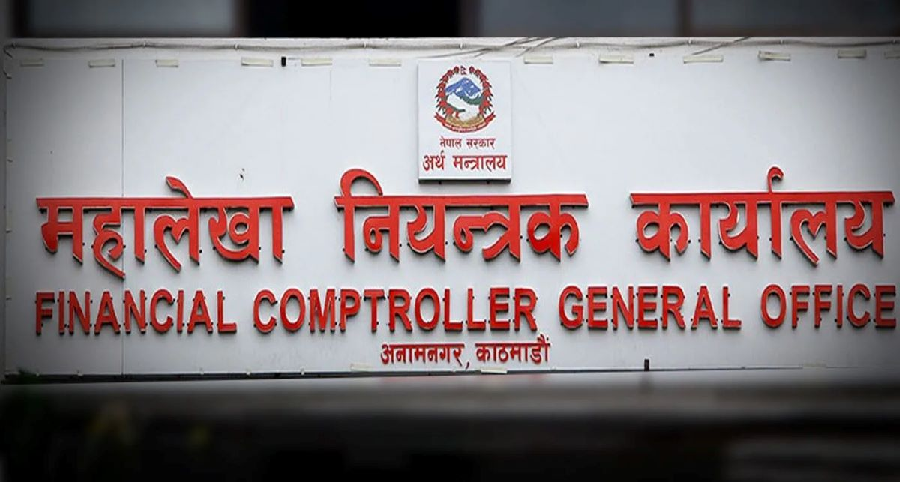 नेपाल सरकार
अर्थ मन्त्रालय
महालेखा नियन्त्रक कार्यालय
FINANCIAL COMPTROLLER GENERAL OFFICE
अनामनगर, काठमाडौं